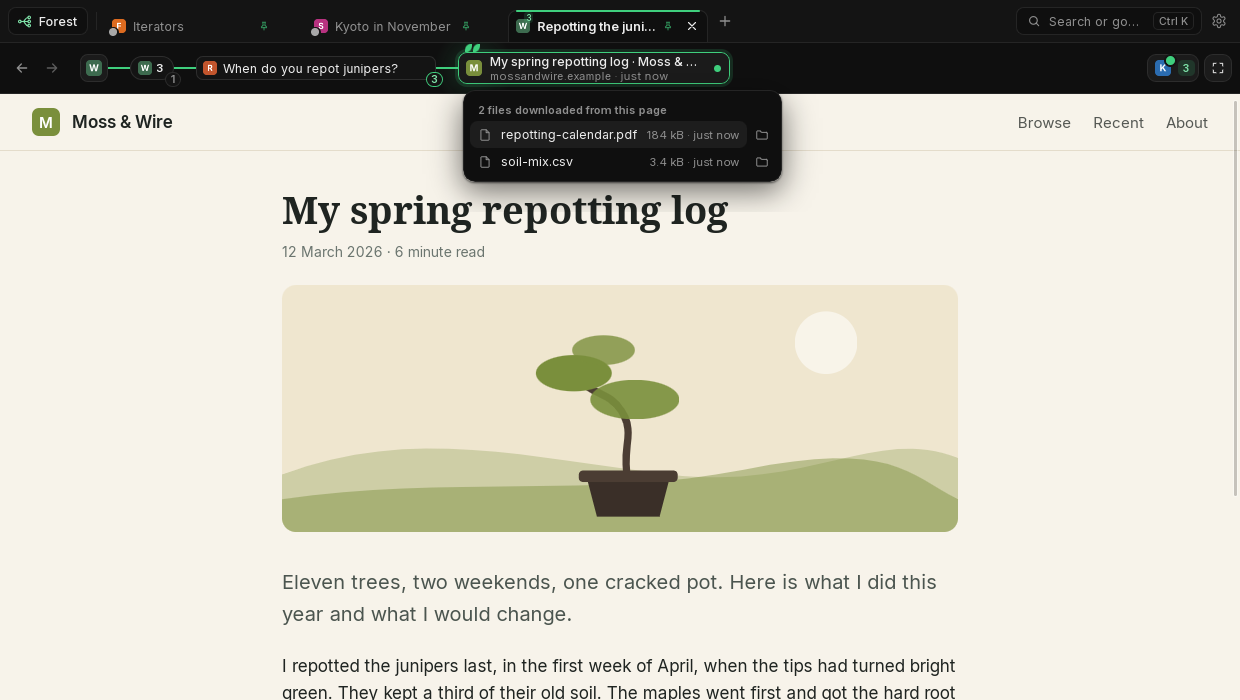 Forest
F
Iterators
S
Kyoto in November
W
3
Repotting the juni...
Search or go...
Ctrl K
W
W
3
1
R
When do you repot junipers?
3
M
My spring repotting log · Moss & ...
mossandwire.example · just now
K
3
2 files downloaded from this page
repotting-calendar.pdf 184 kB · just now
soil-mix.csv 3.4 kB · just now
M
Moss & Wire
Browse Recent About
My spring repotting log
12 March 2026 · 6 minute read
Eleven trees, two weekends, one cracked pot. Here is what I did this
year and what I would change.
I repotted the junipers last, in the first week of April, when the tips had turned bright
green. They kept a third of their old soil. The maples went first and got the hard root